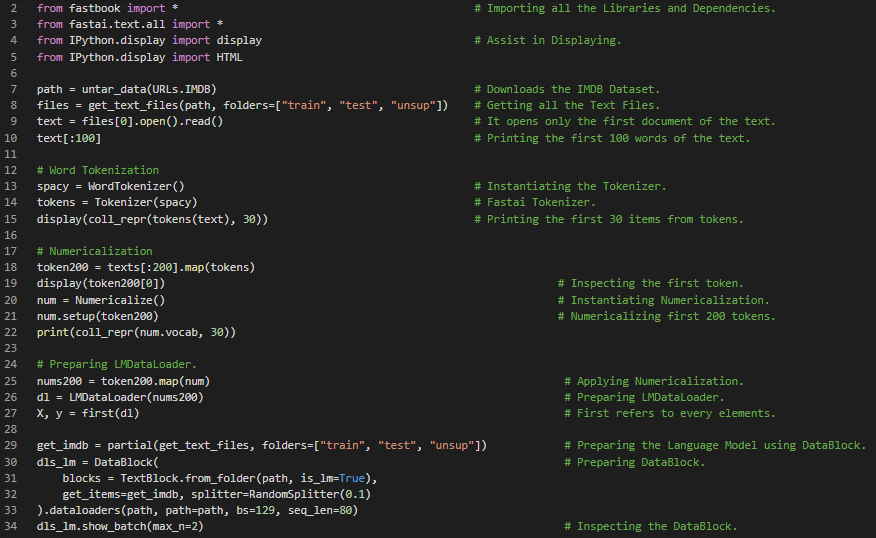 2 from fastbook import * # Importing all the Libraries and Dependencies.
3 from fastai.text.all import *
4 from IPython.display import display # Assist in Displaying.
5 from IPython.display import HTML
6
7 path = untar_data(URLs.IMDB) # Downloads the IMDB Dataset.
8 files = get_text_files(path, folders=["train", "test", "unsup"]) # Getting all the Text Files.
9 text = files[0].open().read() # It opens only the first document of the text.
10 text[:100] # Printing the first 100 words of the text.
11
12 # Word Tokenization
13 spacy = WordTokenizer() # Instantiating the Tokenizer.
14 tokens = Tokenizer(spacy) # Fastai Tokenizer.
15 display(coll_repr(tokens(text), 30)) # Printing the first 30 items from tokens.
16
17 # Numericalization
18 token200 = texts[:200].map(tokens)
19 display(token200[0]) # Inspecting the first token.
20 num = Numericalize() # Instantiating Numericalization.
21 num.setup(token200) # Numericalizing first 200 tokens.
22 print(coll_repr(num.vocab, 30))
23
24 # Preparing LMDataLoader.
25 nums200 = token200.map(num) # Applying Numericalization.
26 dl = LMDataLoader(nums200) # Preparing LMDataLoader.
27 X, y = first(dl) # First refers to every elements.
28
29 get_imdb = partial(get_text_files, folders=["train", "test", "unsup"]) # Preparing the Language Model using DataBlock.
30 dls_lm = DataBlock( # Preparing DataBlock.
31     blocks = TextBlock.from_folder(path, is_lm=True),
32     get_items=get_imdb, splitter=RandomSplitter(0.1)
33 ).dataloaders(path, path=path, bs=129, seq_len=80)
34 dls_lm.show_batch(max_n=2) # Inspecting the DataBlock.